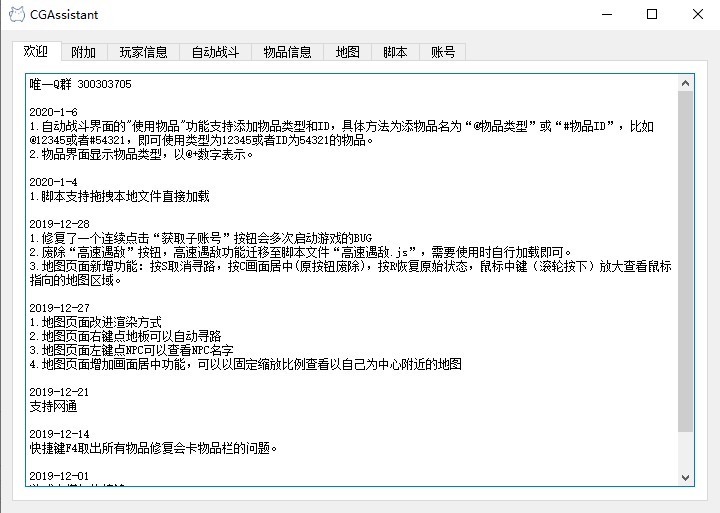 CGAssistant
欢迎 附加 玩家信息 自动战斗 物品信息 地图 脚本 账号
唯一Q群 300303705
2020-1-6
1.自动战斗界面的"使用物品"功能支持添加物品类型和ID，具体方法为添物品名为“@物品类型”或“#物品ID”，比如
@12345或者#54321，即可使用类型为12345或者ID为54321的物品。
2.物品界面显示物品类型，以@+数字表示。
2020-1-4
1.脚本支持拖拽本地文件直接加载
2019-12-28
1.修复了一个连续点击“获取子账号”按钮会多次启动游戏的BUG
2.废除“高速遇敌”按钮，高速遇敌功能迁移至脚本文件“高速遇敌.js”，需要使用时自行加载即可。
3.地图页面新增功能：按S取消寻路，按C画面居中(原按钮废除)，按R恢复原始状态，鼠标中键（滚轮按下）放大查看鼠标
指向的地图区域。
2019-12-27
1.地图页面改进渲染方式
2.地图页面右键点地板可以自动寻路
3.地图页面左键点NPC可以查看NPC名字
4.地图页面增加画面居中功能，可以以固定缩放比例查看以自己为中心附近的地图
2019-12-21
支持网通
2019-12-14
快捷键F4取出所有物品修复会卡物品栏的问题。
2019-12-01